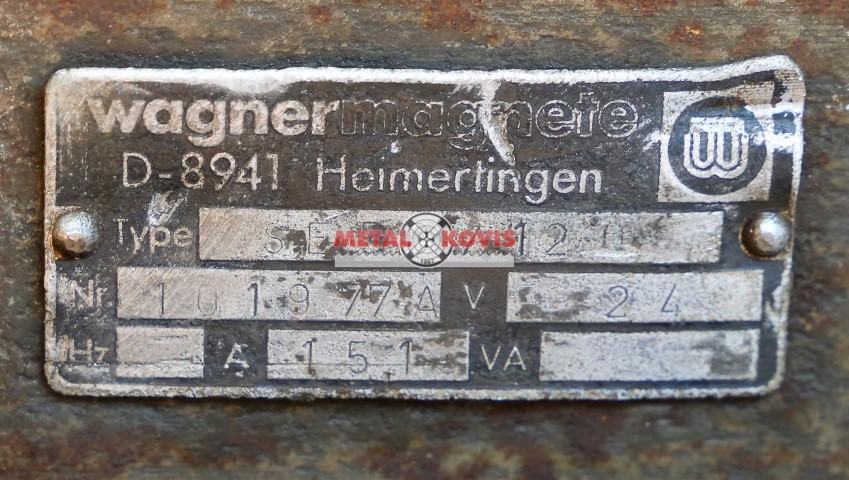 wagnermagnete
D-8941 Heimertingen
Type
METAL KOVIS
Nr 101977A V 24
Hz A 151 VA